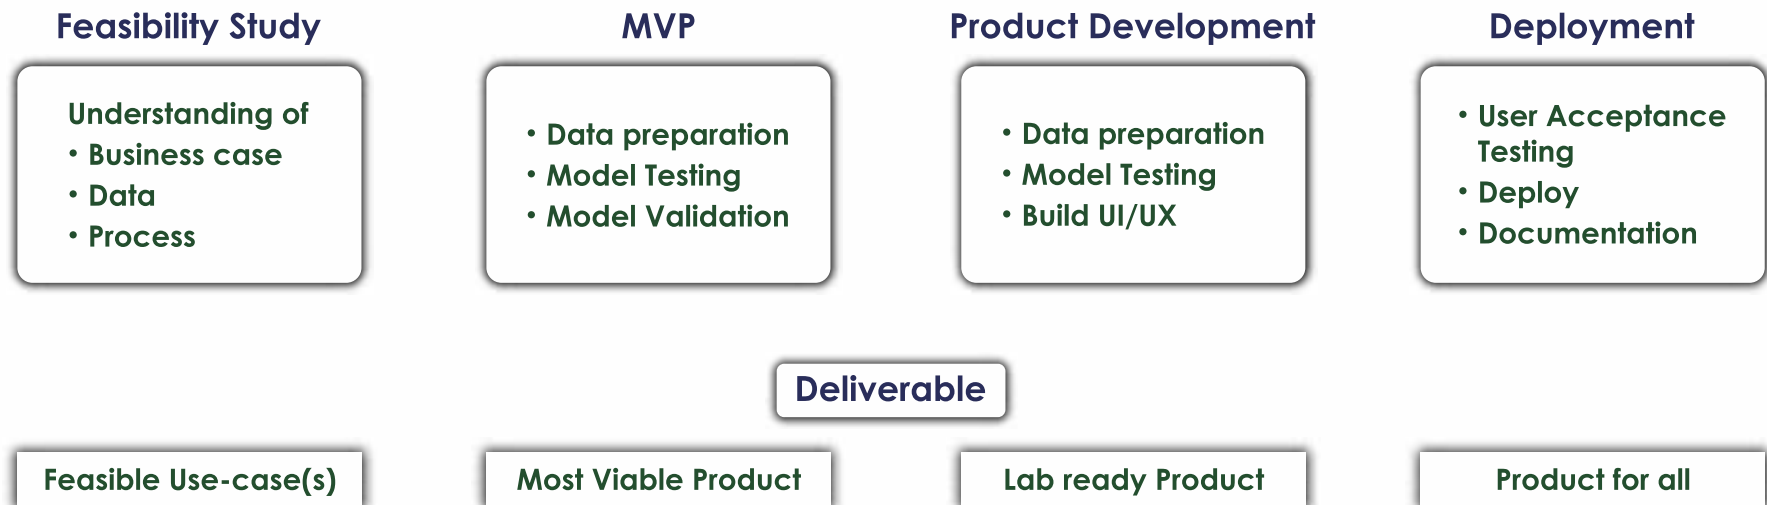 Feasibility Study
Understanding of
• Business case
• Data
• Process
MVP
• Data preparation
• Model Testing
• Model Validation
Product Development
• Data preparation
• Model Testing
• Build UI/UX
Deployment
• User Acceptance
Testing
• Deploy
• Documentation
Deliverable
Feasible Use-case(s)
Most Viable Product
Lab ready Product
Product for all